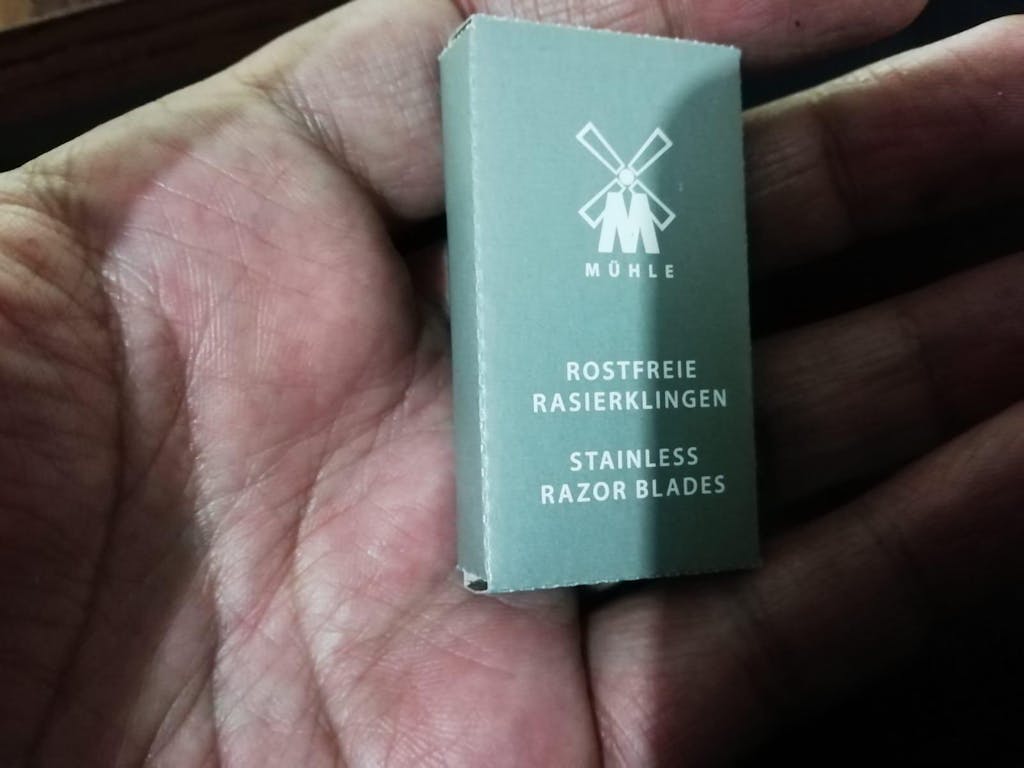 M
MÜHLE
ROSTFREIE
RASIERKLINGEN
STAINLESS
RAZOR BLADES